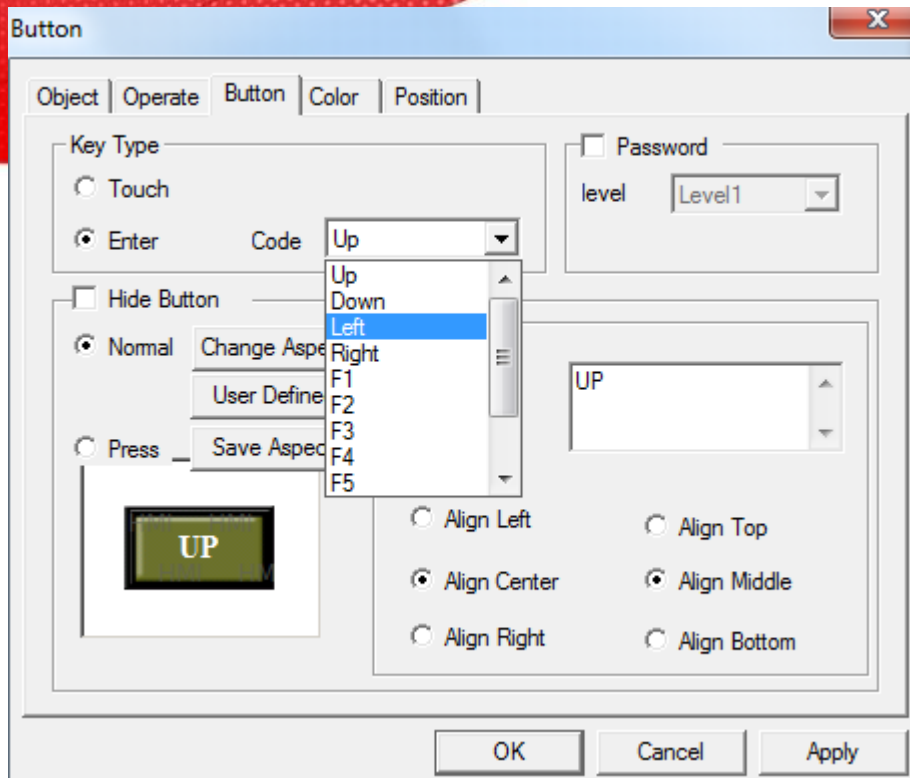 Button
Object Operate Button Color Position
Key Type
Password
Touch
level Level1
Enter Code Up
Up
Down
Left
Right
F1
F2
F3
F4
F5
Hide Button
Normal Change Aspe
User Define
Press Save Aspec
UP
UP
HMI
Align Left Align Top
Align Center Align Middle
Align Right Align Bottom
OK Cancel Apply